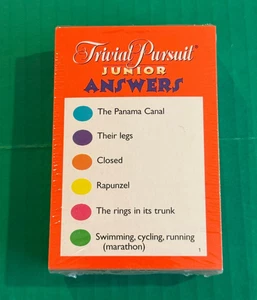 Trivial Pursuit®
JUNIOR
ANSWERS
The Panama Canal
Their legs
Closed
Rapunzel
The rings in its trunk
Swimming, cycling, running
(marathon)
1